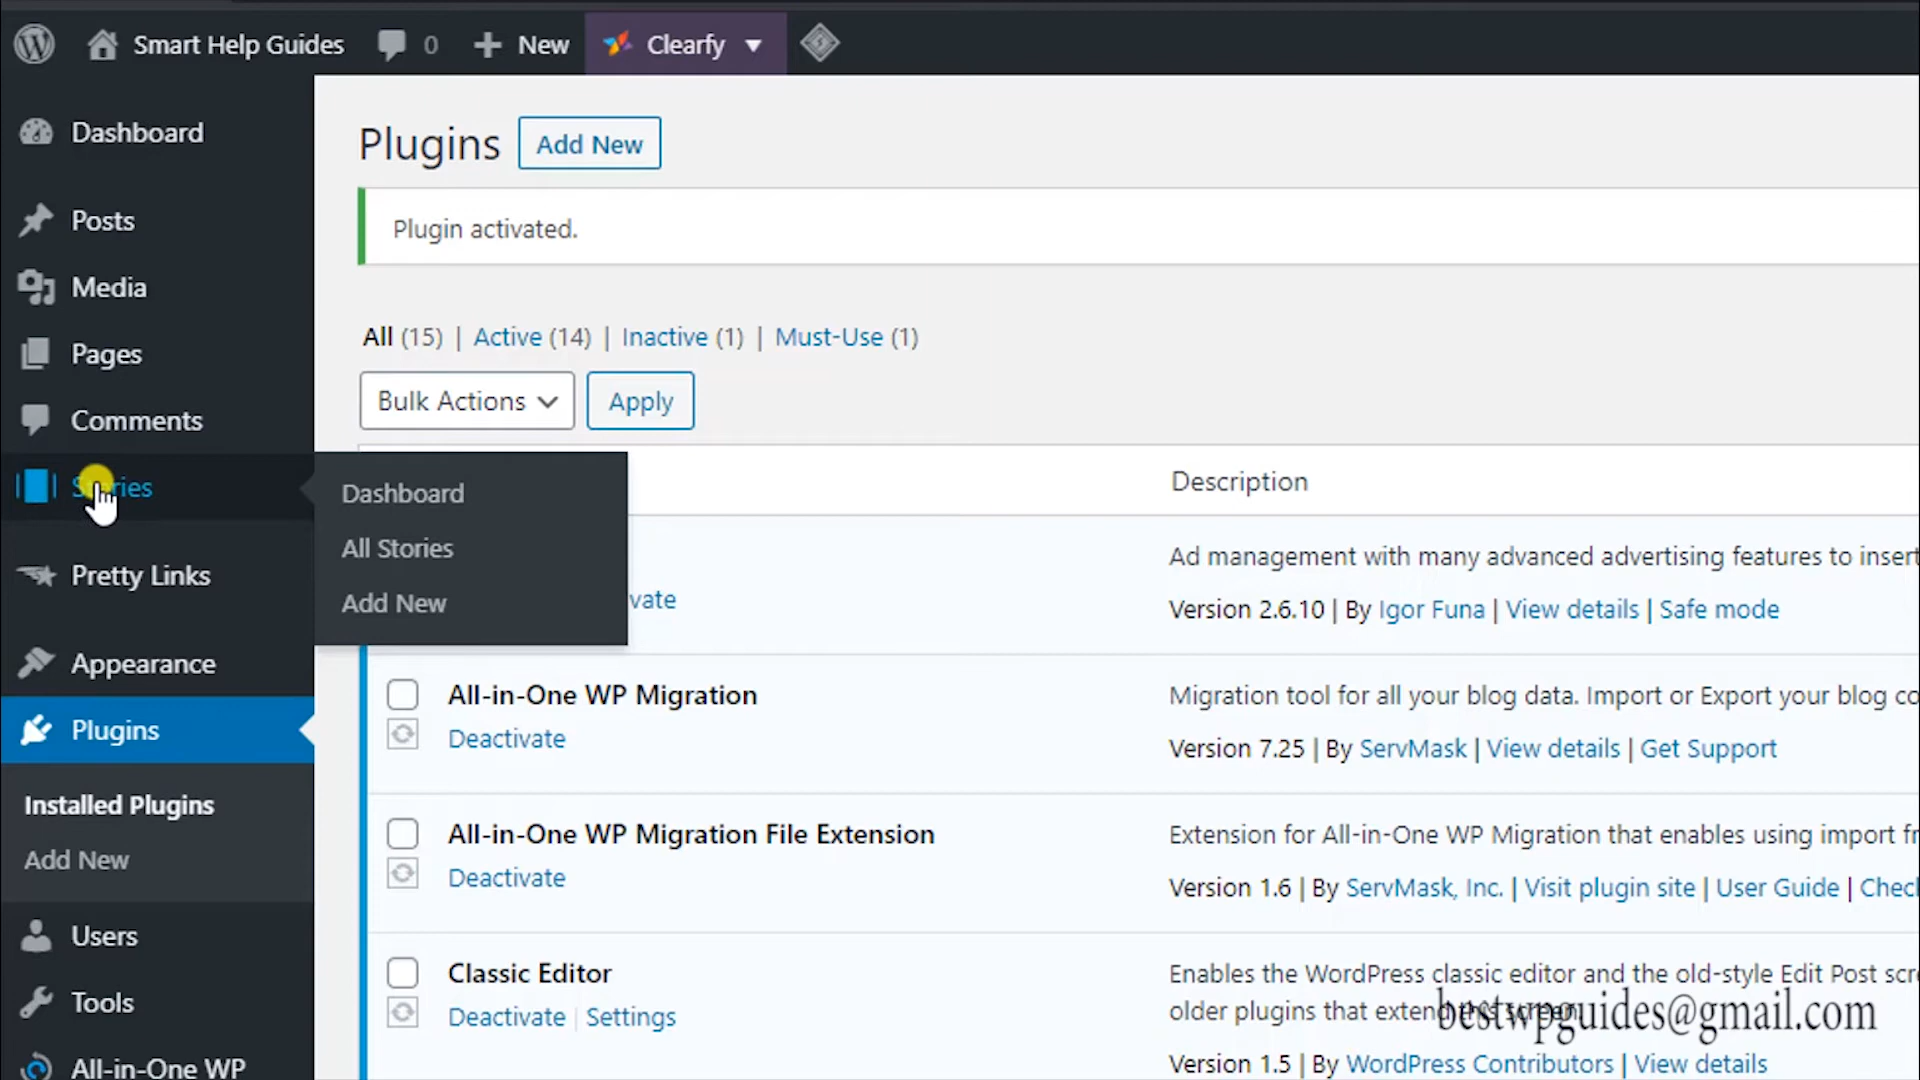 Smart Help Guides 0 New Clearfy
Dashboard
Posts
Media
Pages
Comments
Stories
Pretty Links
Appearance
Plugins
Installed Plugins
Add New
Users
Tools
All-in-One WP
Dashboard
All Stories
Add New
Plugins Add New
Plugin activated.
All (15) | Active (14) | Inactive (1) | Must-Use (1)
Bulk Actions Apply
Description
vate
Ad management with many advanced advertising features to insert
Version 2.6.10 | By Igor Funa | View details | Safe mode
All-in-One WP Migration
Deactivate
Migration tool for all your blog data. Import or Export your blog co
Version 7.25 | By ServMask | View details | Get Support
All-in-One WP Migration File Extension
Deactivate
Extension for All-in-One WP Migration that enables using import fr
Version 1.6 | By ServMask, Inc. | Visit plugin site | User Guide | Check
Classic Editor
Deactivate | Settings
Enables the WordPress classic editor and the old-style Edit Post scre
older plugins that extend this screen.
Version 1.5 | By WordPress Contributors | View details
bestwpguides@gmail.com